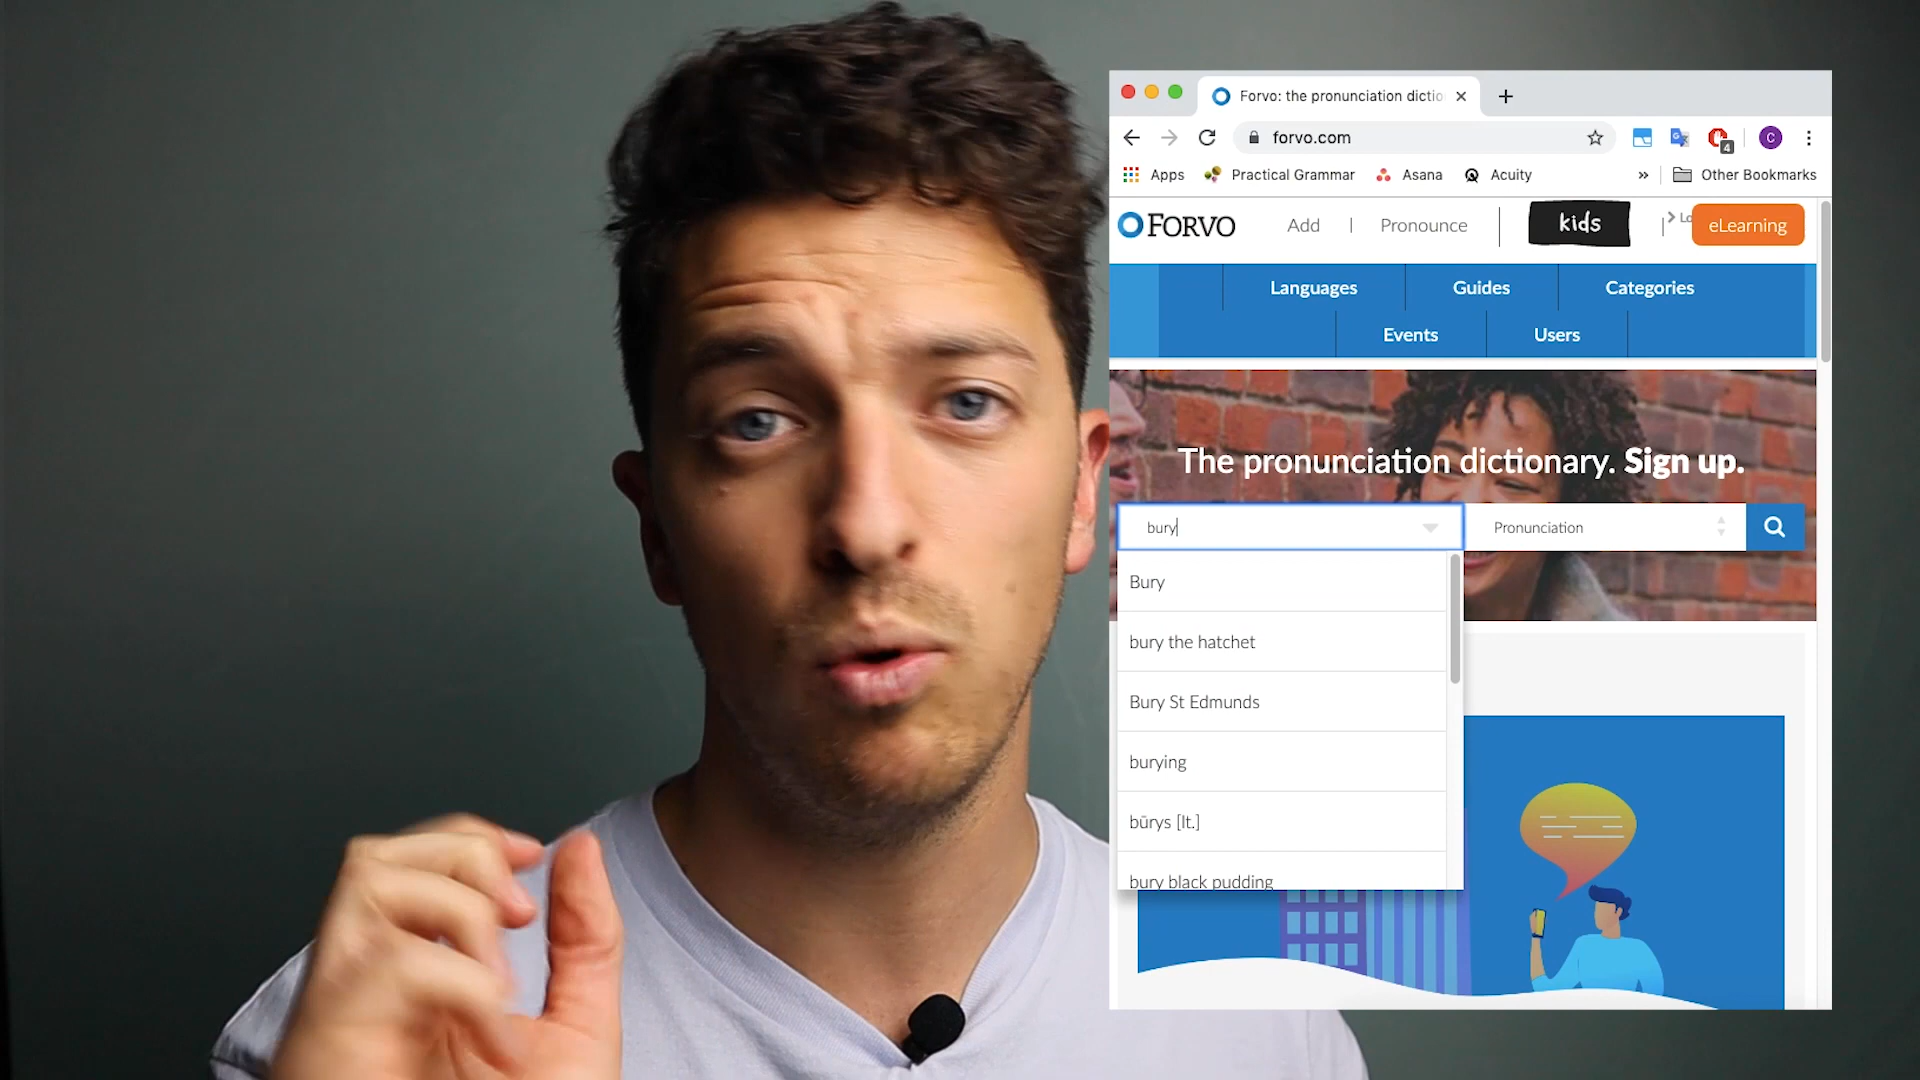 Forvo: the pronunciation dictio
forvo.com
4
C
Apps Practical Grammar Asana Acuity » Other Bookmarks
FORVO Add | Pronounce kids eLearning
Languages Guides Categories
Events Users
The pronunciation dictionary. Sign up.
bury Pronunciation
Bury
bury the hatchet
Bury St Edmunds
burying
būrys [lt.]
bury black pudding